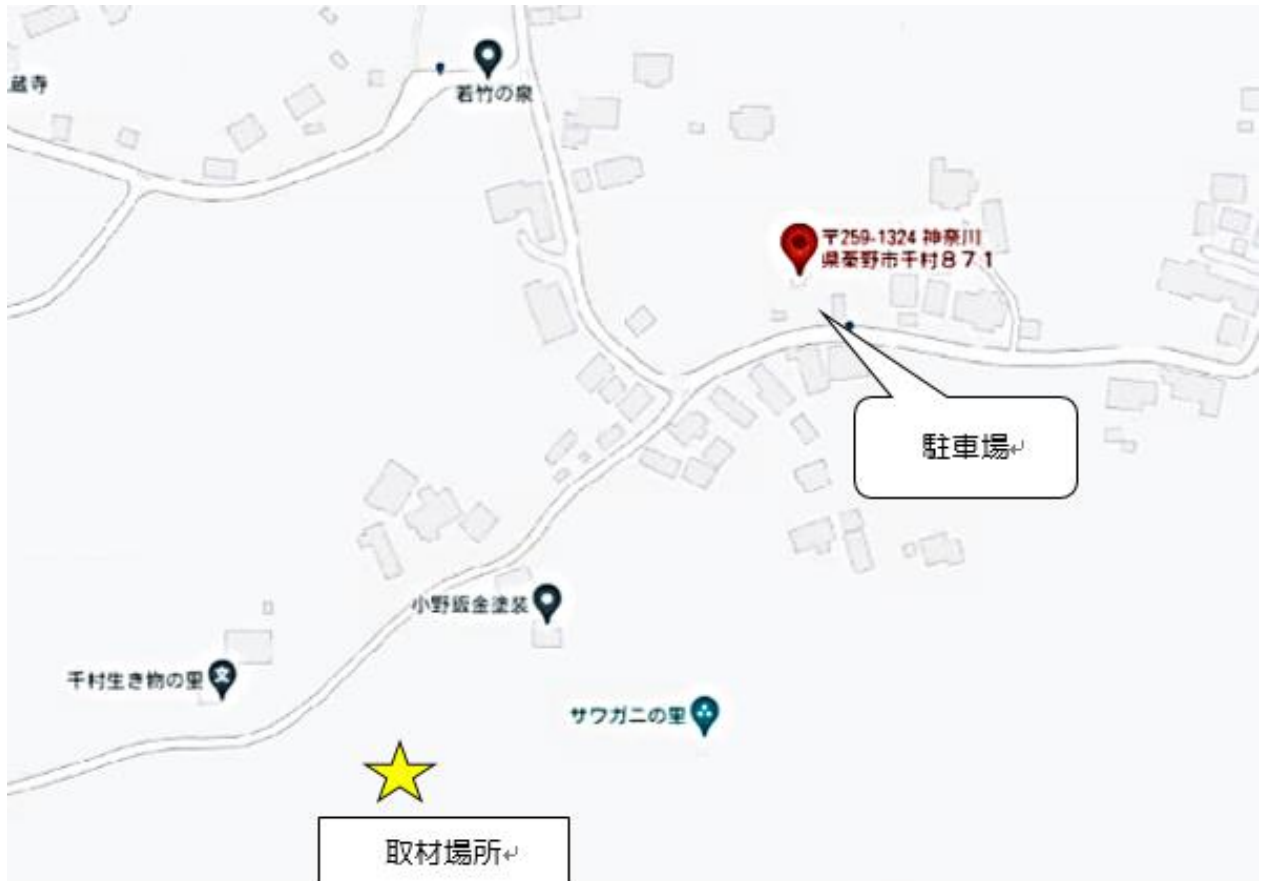 蔵寺
若竹の泉
〒259-1324 神奈川
県秦野市千村８７１
駐車場↵
小野鈑金塗装
千村生き物の里
サワガニの里
取材場所↵